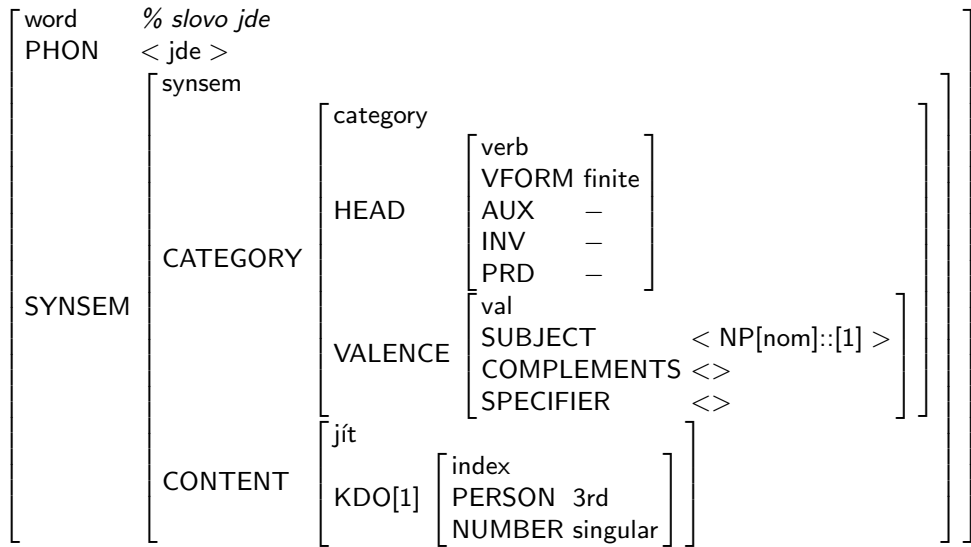 word % slovo jde
PHON < jde >
synsem
category
verb
VFORM finite
HEAD AUX −
INV −
CATEGORY PRD −
SYNSEM val
SUBJECT < NP[nom]::[1] >
VALENCE COMPLEMENTS <>
SPECIFIER <>
jít
CONTENT index
KDO[1] PERSON 3rd
NUMBER singular